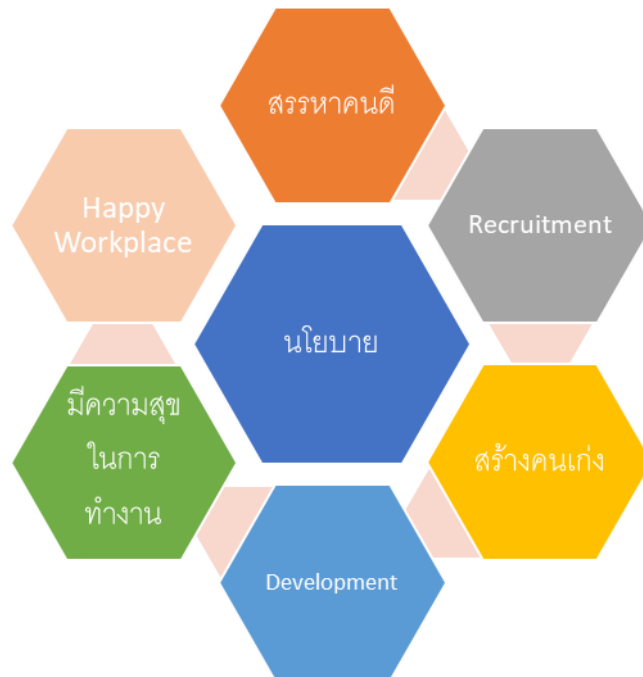 สรรหาคนดี
Recruitment
สร้างคนเก่ง
Development
มีความสุข
ในการ
ทำงาน
Happy
Workplace
นโยบาย